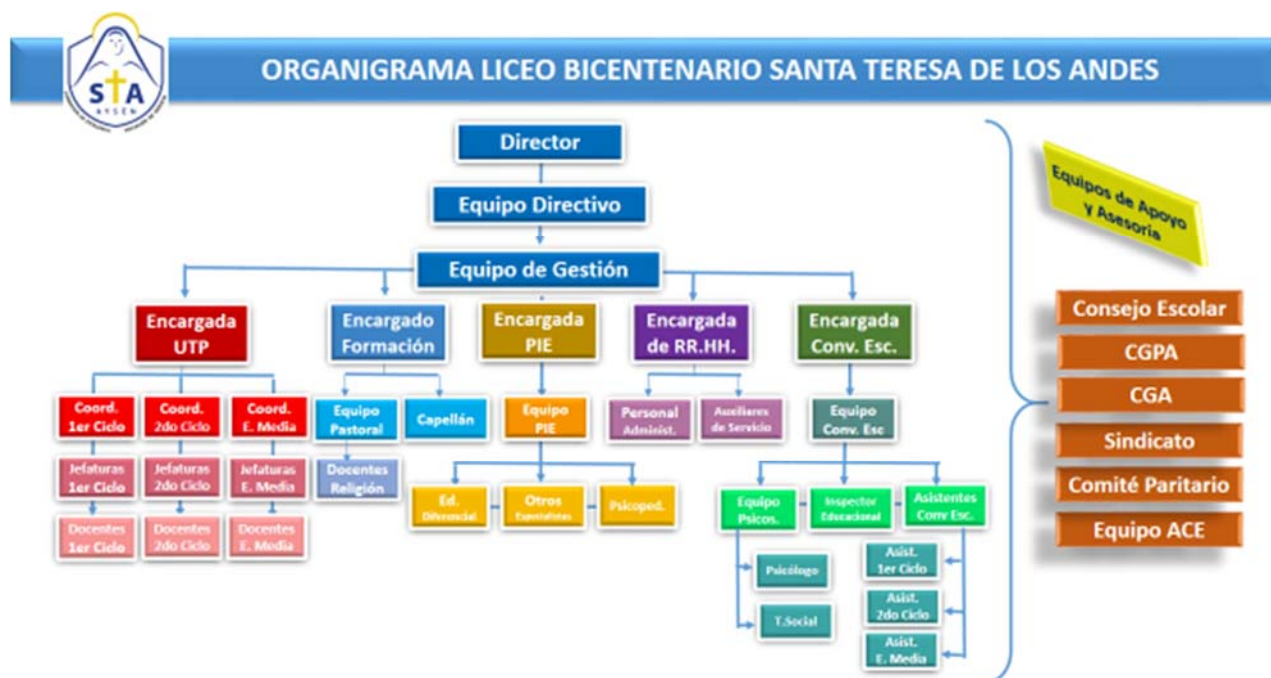 STA
AYSÉN
ORGANIGRAMA LICEO BICENTENARIO SANTA TERESA DE LOS ANDES
Director
Equipo Directivo
Equipo de Gestión
Encargada
UTP
Encargado
Formación
Encargada
PIE
Encargada
de RR.HH.
Encargada
Conv. Esc.
Coord.
1er Ciclo
Coord.
2do Ciclo
Coord.
E. Media
Equipo
Pastoral
Capellán
Equipo
PIE
Personal
Administ.
Auxiliares
de Servicio
Equipo
Conv. Esc
Jefaturas
1er Ciclo
Jefaturas
2do Ciclo
Jefaturas
E. Media
Docentes
Religión
Docentes
1er Ciclo
Docentes
2do Ciclo
Docentes
E. Media
Ed.
Diferencial
Otros
Especialistas
Psicoped.
Equipo
Psicos.
Inspector
Educacional
Asistentes
Conv Esc.
Psicólogo
T.Social
Asist.
1er Ciclo
Asist.
2do Ciclo
Asist.
E. Media
Equipos de Apoyo
y Asesoria
Consejo Escolar
CGPA
CGA
Sindicato
Comité Paritario
Equipo ACE